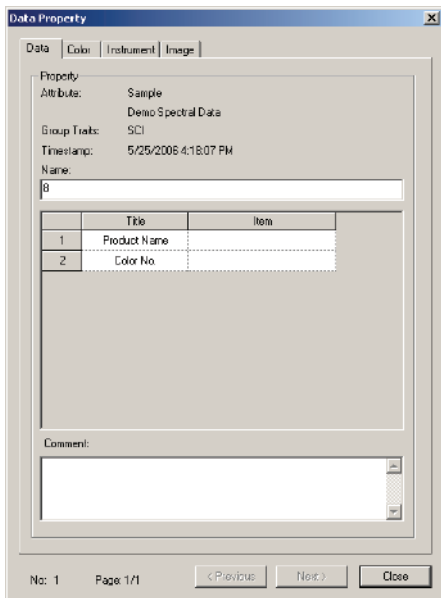 Data Property
Data Color Instrument Image
Property
Attribute: Sample
Demo Spectral Data
Group Traits: SCI
Timestamp: 5/25/2006 4:18:07 PM
Name:
8
Title Item
1 Product Name
2 Color No.
Comment:
No: 1 Page: 1/1 < Previous Next > Close